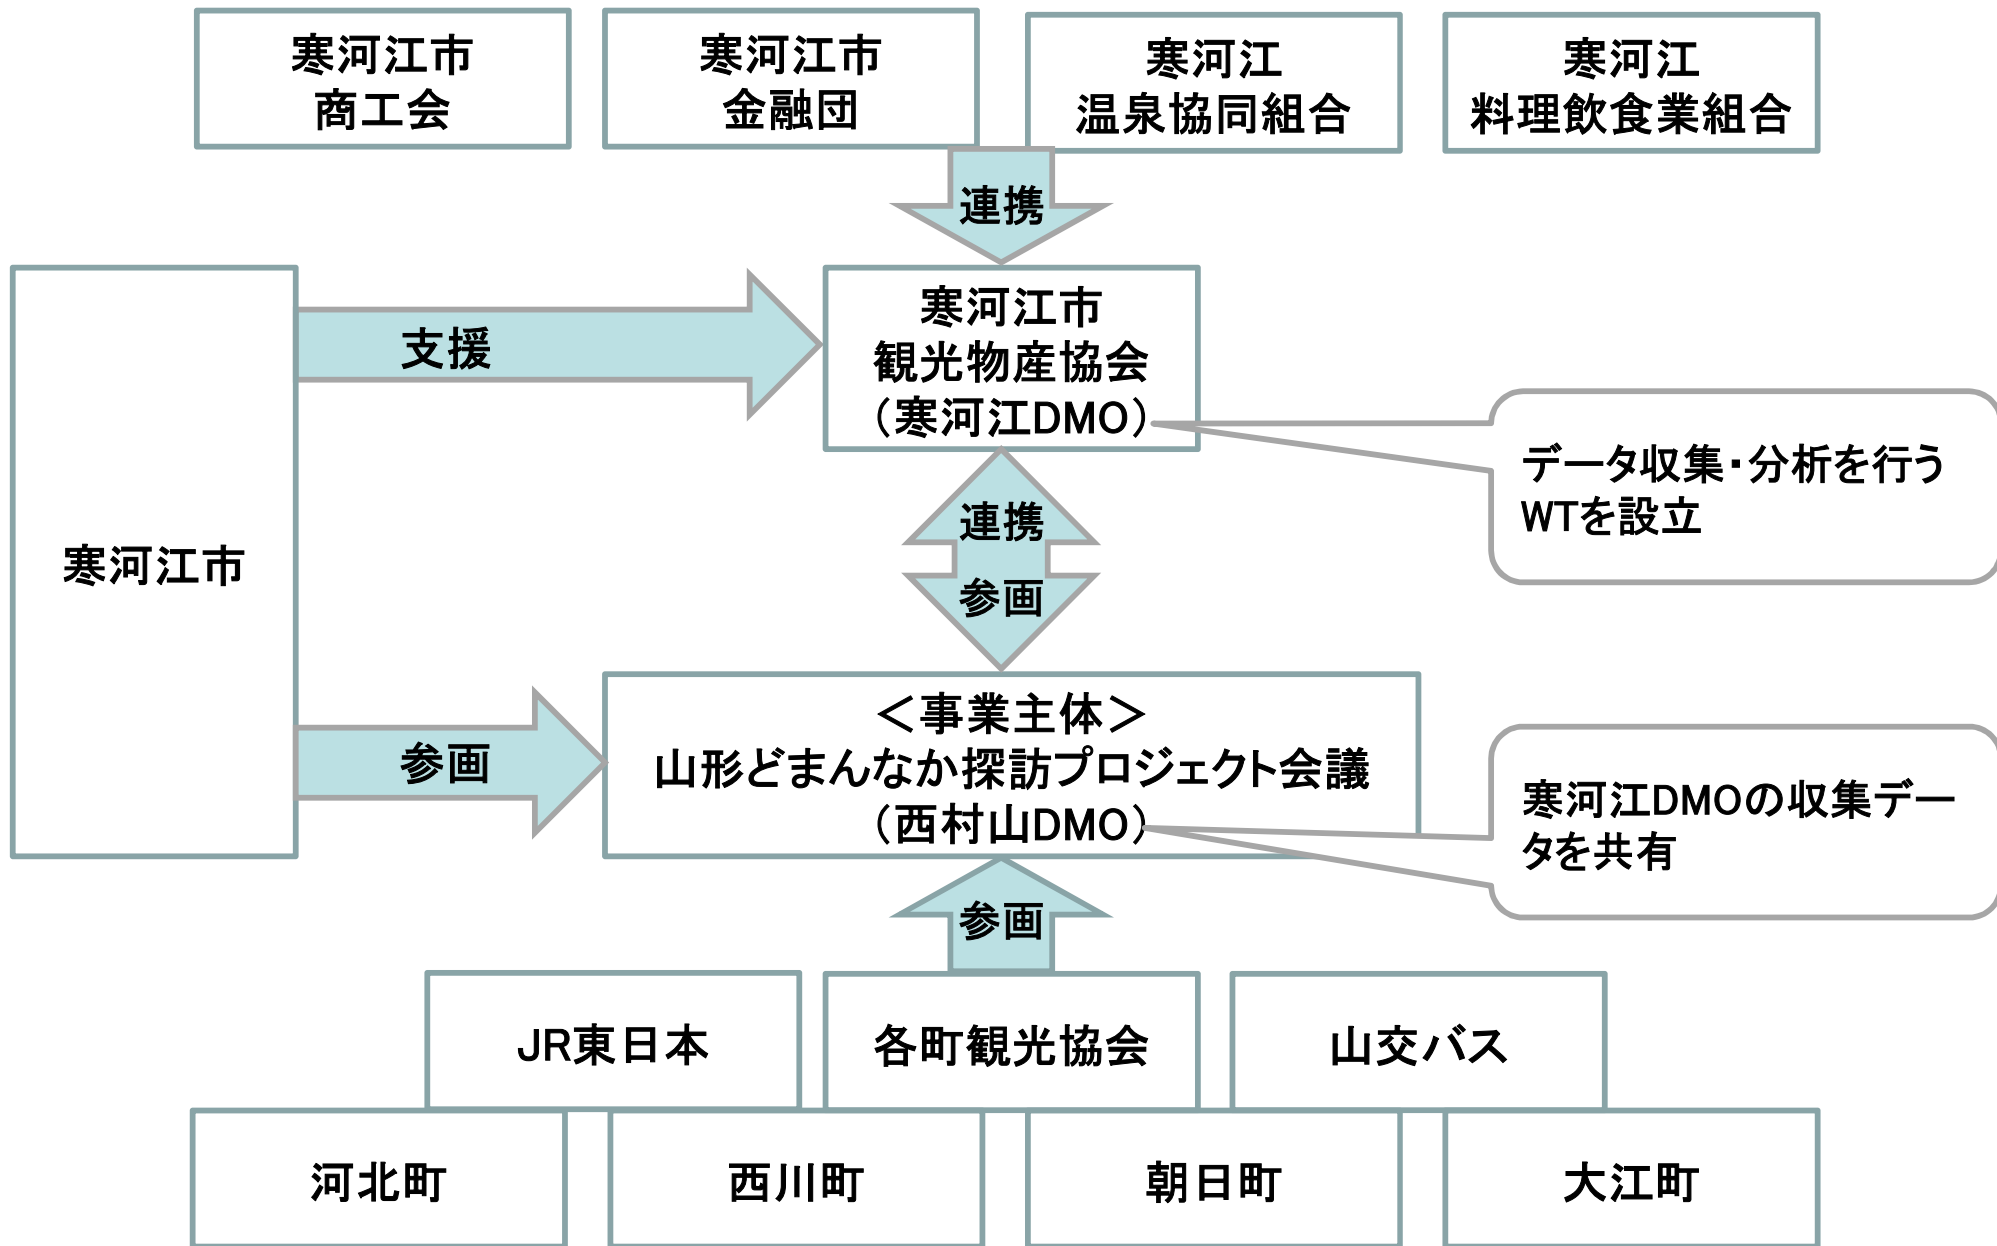 寒河江市
商工会
寒河江市
金融団
寒河江
温泉協同組合
寒河江
料理飲食業組合
連携
寒河江市
支援
寒河江市
観光物産協会
（寒河江DMO）
データ収集・分析を行う
WTを設立
連携
参画
参画
＜事業主体＞
山形どまんなか探訪プロジェクト会議
（西村山DMO）
寒河江DMOの収集デー
タを共有
参画
JR東日本
各町観光協会
山交バス
河北町
西川町
朝日町
大江町